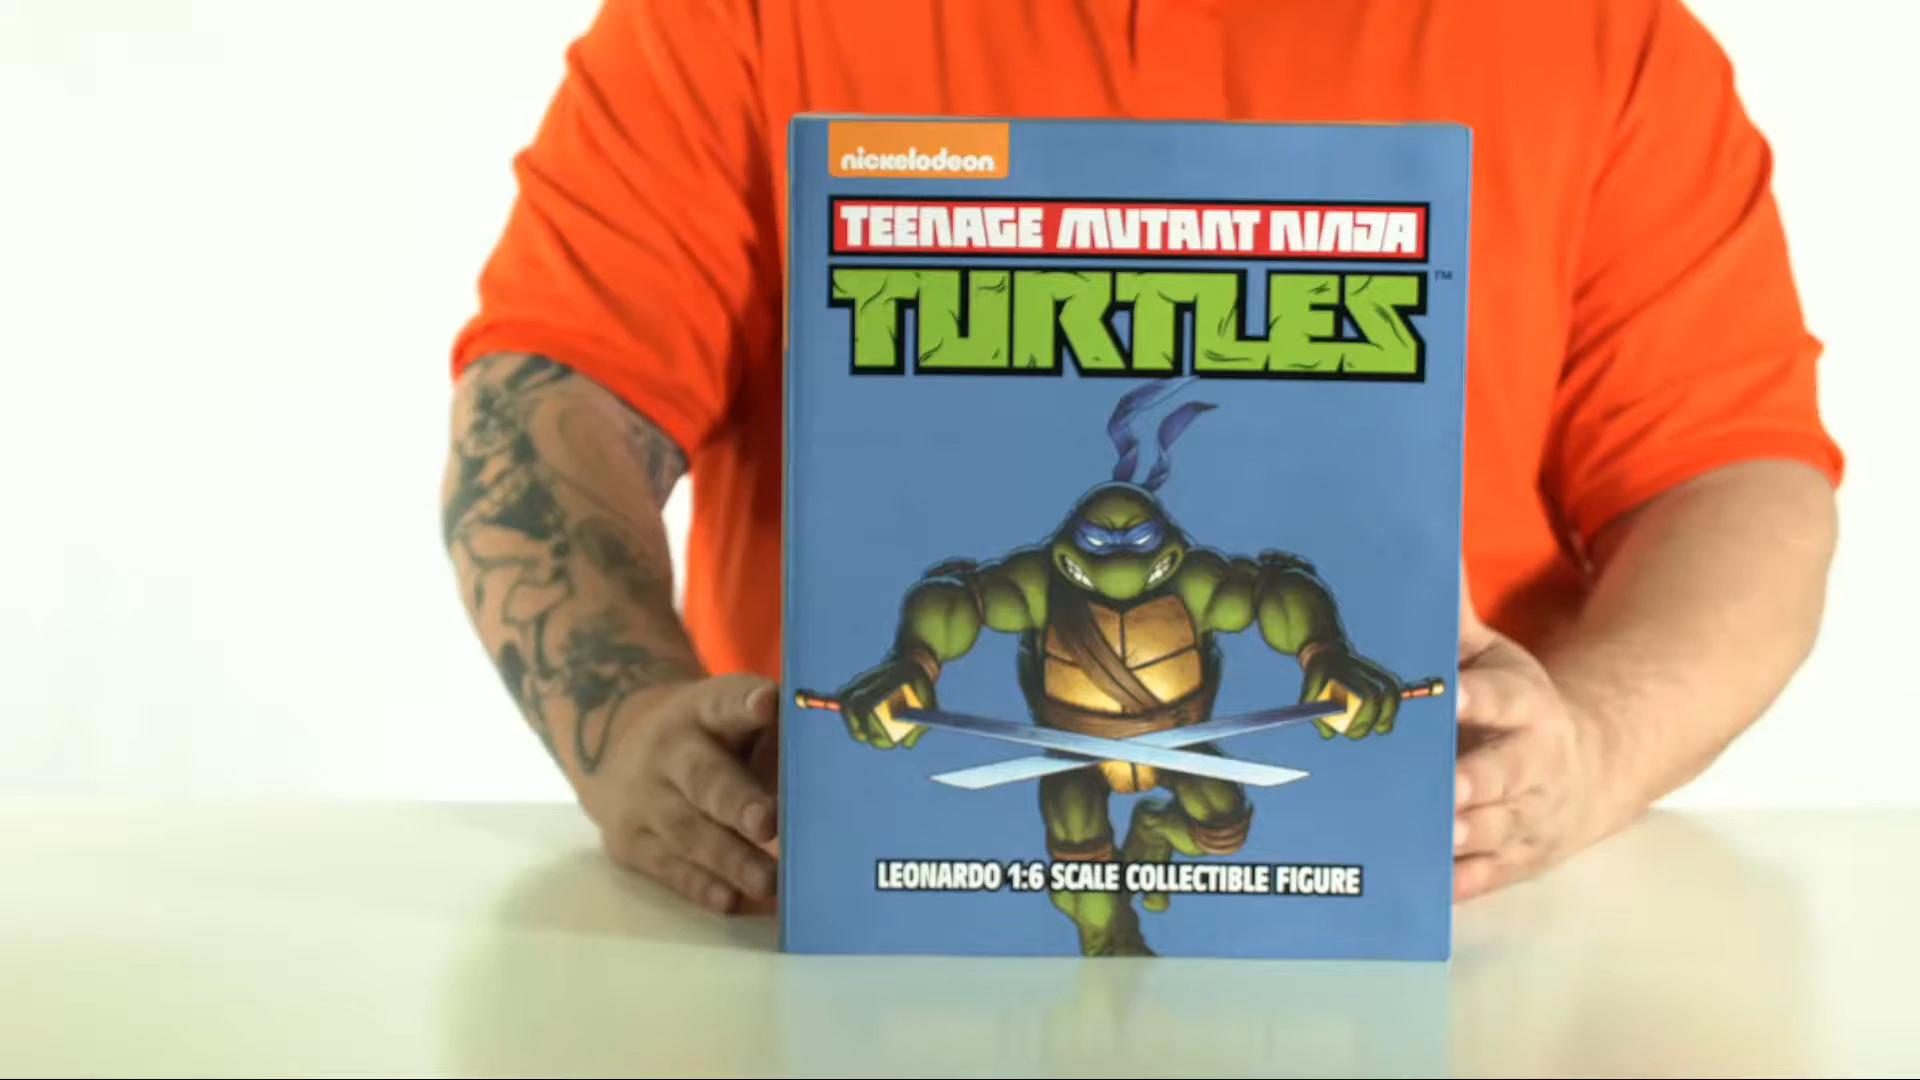 nickelodeon
TEENAGE MUTANT NINJA
TURTLES™
LEONARDO 1:6 SCALE COLLECTIBLE FIGURE